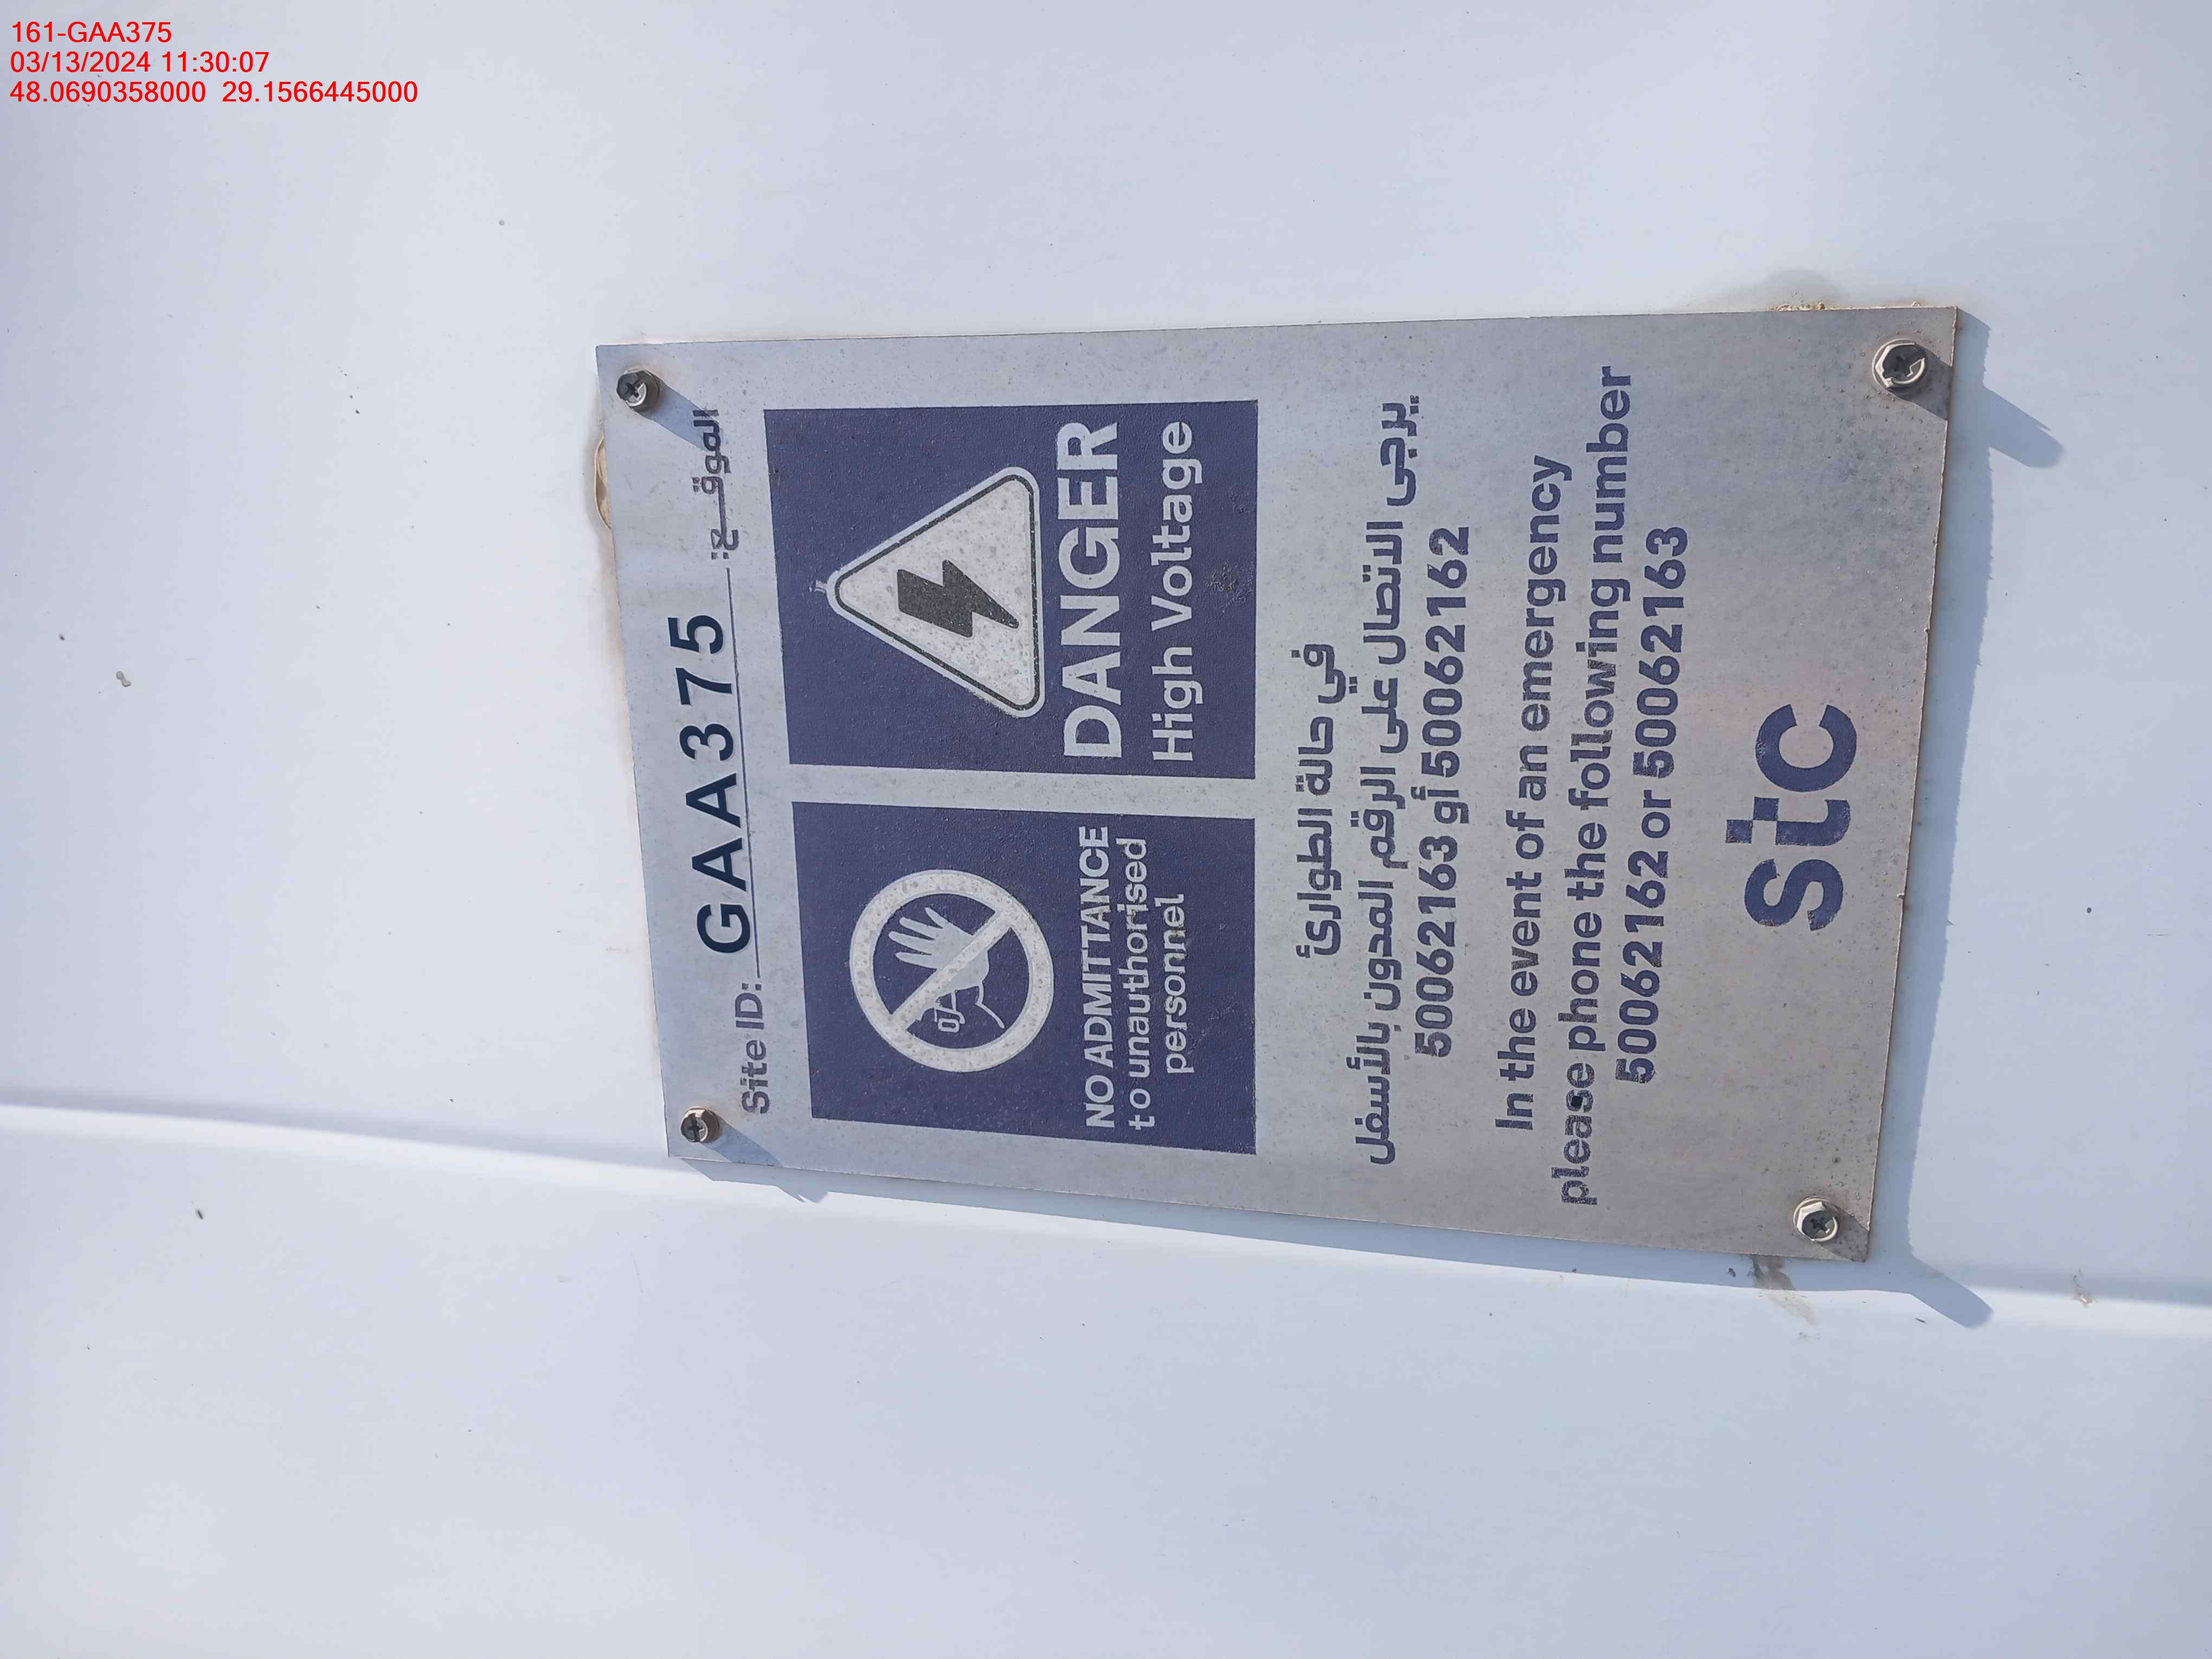 161-GAA375
03/13/2024 11:30:07
48.0690358000 29.1566445000
Site ID: GAA375 الموقـــع:
NO ADMITTANCE
to unauthorised
personnel
DANGER
High Voltage
في حالة الطوارئ
يرجى الاتصال على الرقم المدون بالأسفل
50062162 أو 50062163
In the event of an emergency
please phone the following number
50062162 or 50062163
stc